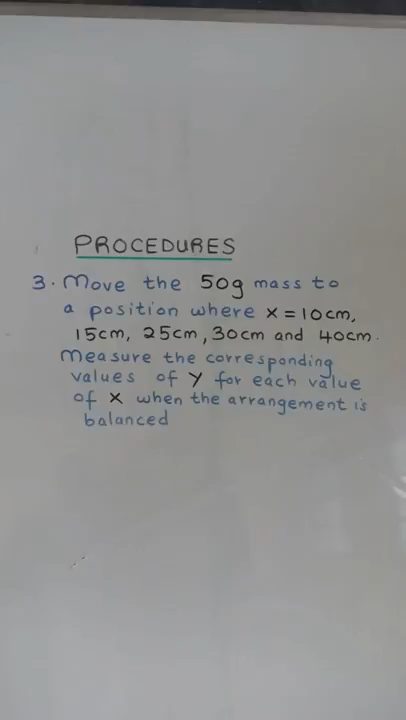 PROCEDURES
3. Move the 50g mass to
a position where x = 10cm,
15cm, 25cm, 30cm and 40cm.
Measure the corresponding
values of Y for each value
of X when the arrangement is
balanced